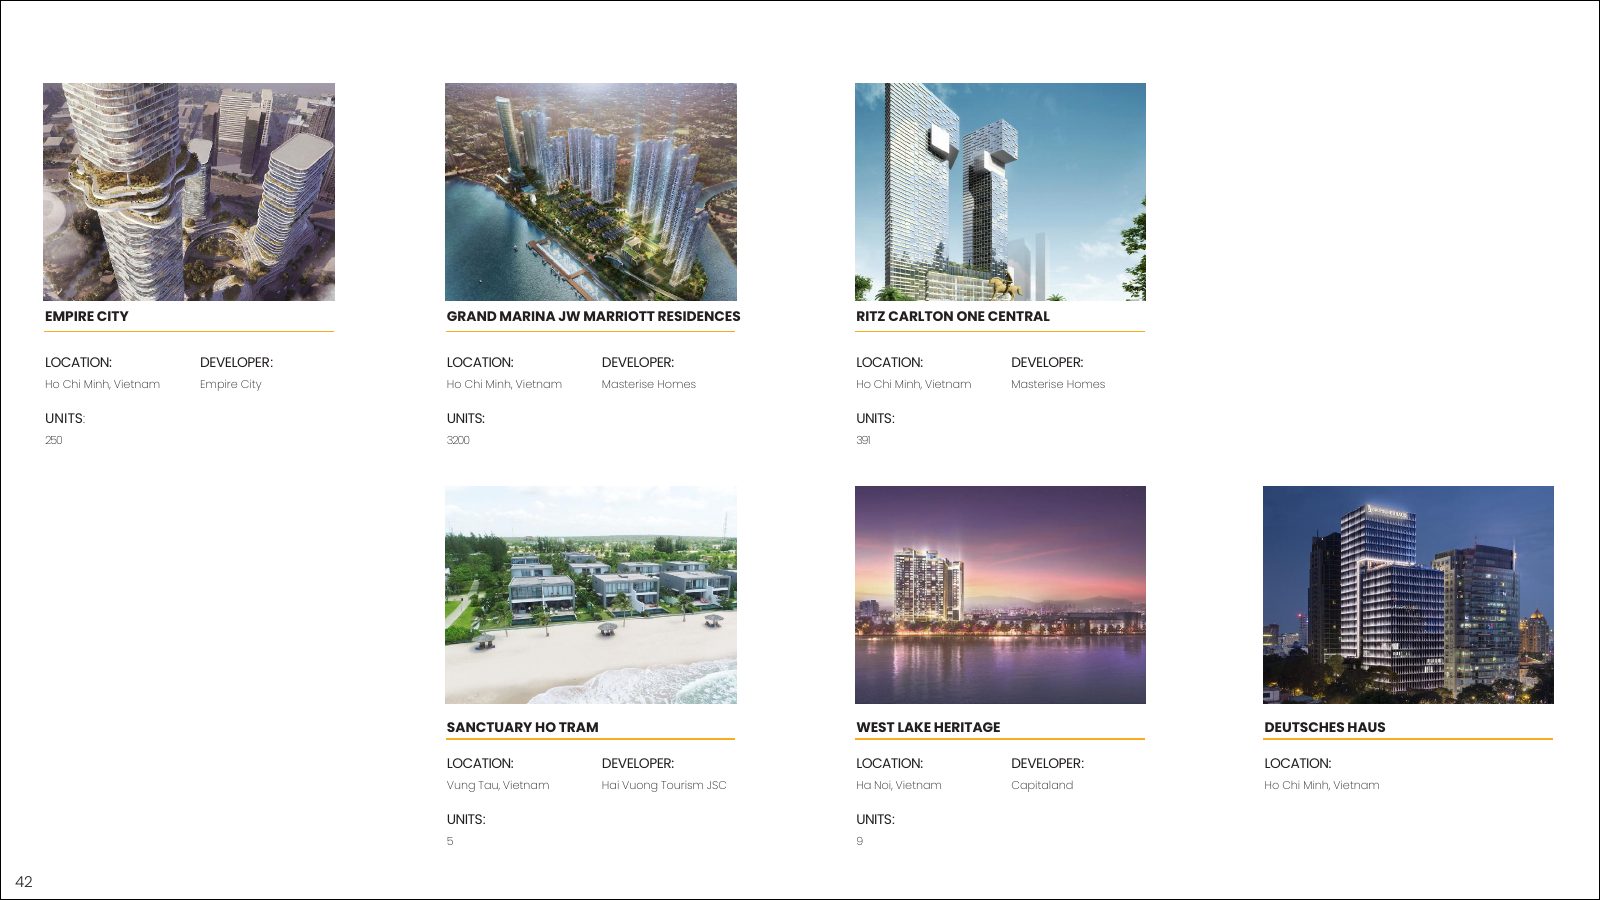 EMPIRE CITY
LOCATION:
Ho Chi Minh, Vietnam
DEVELOPER:
Empire City
UNITS:
250
GRAND MARINA JW MARRIOTT RESIDENCES
LOCATION:
Ho Chi Minh, Vietnam
DEVELOPER:
Masterise Homes
UNITS:
3200
RITZ CARLTON ONE CENTRAL
LOCATION:
Ho Chi Minh, Vietnam
DEVELOPER:
Masterise Homes
UNITS:
391
SANCTUARY HO TRAM
LOCATION:
Vung Tau, Vietnam
DEVELOPER:
Hai Vuong Tourism JSC
UNITS:
5
WEST LAKE HERITAGE
LOCATION:
Ha Noi, Vietnam
DEVELOPER:
Capitaland
UNITS:
9
DEUTSCHES HAUS
LOCATION:
Ho Chi Minh, Vietnam
42